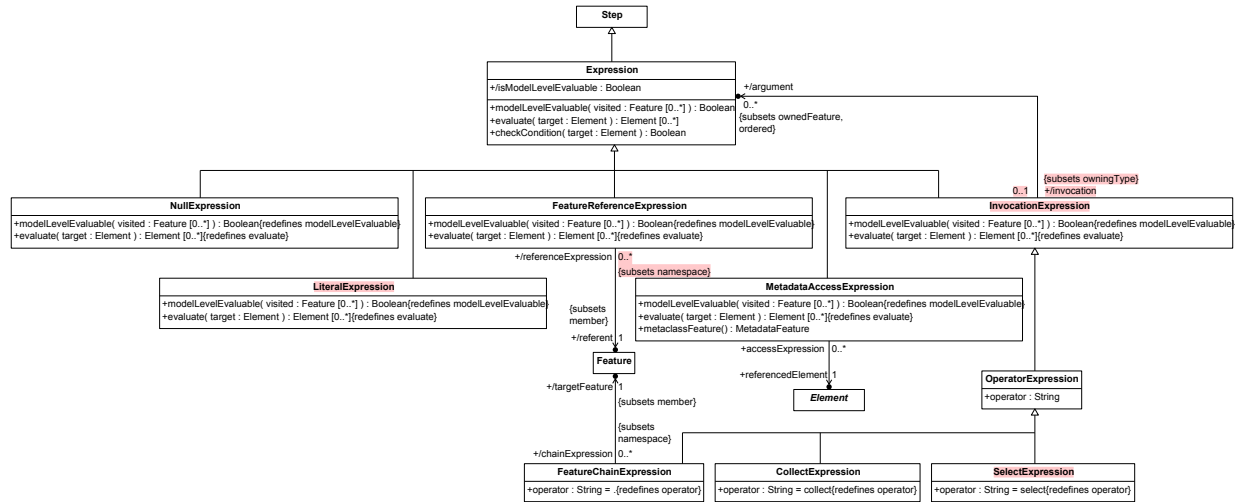 Step
Expression
+/isModelLevelEvaluable : Boolean
+modelLevelEvaluable( visited : Feature [0..*] ) : Boolean
+evaluate( target : Element ) : Element [0..*]
+checkCondition( target : Element ) : Boolean
+/argument
0..*
{subsets ownedFeature,
ordered}
{subsets owningType}
0..1
+/invocation
NullExpression
+modelLevelEvaluable( visited : Feature [0..*] ) : Boolean{redefines modelLevelEvaluable}
+evaluate( target : Element ) : Element [0..*]{redefines evaluate}
FeatureReferenceExpression
+modelLevelEvaluable( visited : Feature [0..*] ) : Boolean{redefines modelLevelEvaluable}
+evaluate( target : Element ) : Element [0..*]{redefines evaluate}
InvocationExpression
+modelLevelEvaluable( visited : Feature [0..*] ) : Boolean{redefines modelLevelEvaluable}
+evaluate( target : Element ) : Element [0..*]{redefines evaluate}
+/referenceExpression
0..*
{subsets namespace}
LiteralExpression
+modelLevelEvaluable( visited : Feature [0..*] ) : Boolean{redefines modelLevelEvaluable}
+evaluate( target : Element ) : Element [0..*]{redefines evaluate}
MetadataAccessExpression
+modelLevelEvaluable( visited : Feature [0..*] ) : Boolean{redefines modelLevelEvaluable}
+evaluate( target : Element ) : Element [0..*]{redefines evaluate}
+metaclassFeature() : MetadataFeature
{subsets
member}
+/referent
1
Feature
+accessExpression
0..*
+referencedElement
1
Element
OperatorExpression
+operator : String
+/targetFeature
1
{subsets member}
{subsets
namespace}
+/chainExpression
0..*
FeatureChainExpression
+operator : String = .{redefines operator}
CollectExpression
+operator : String = collect{redefines operator}
SelectExpression
+operator : String = select{redefines operator}